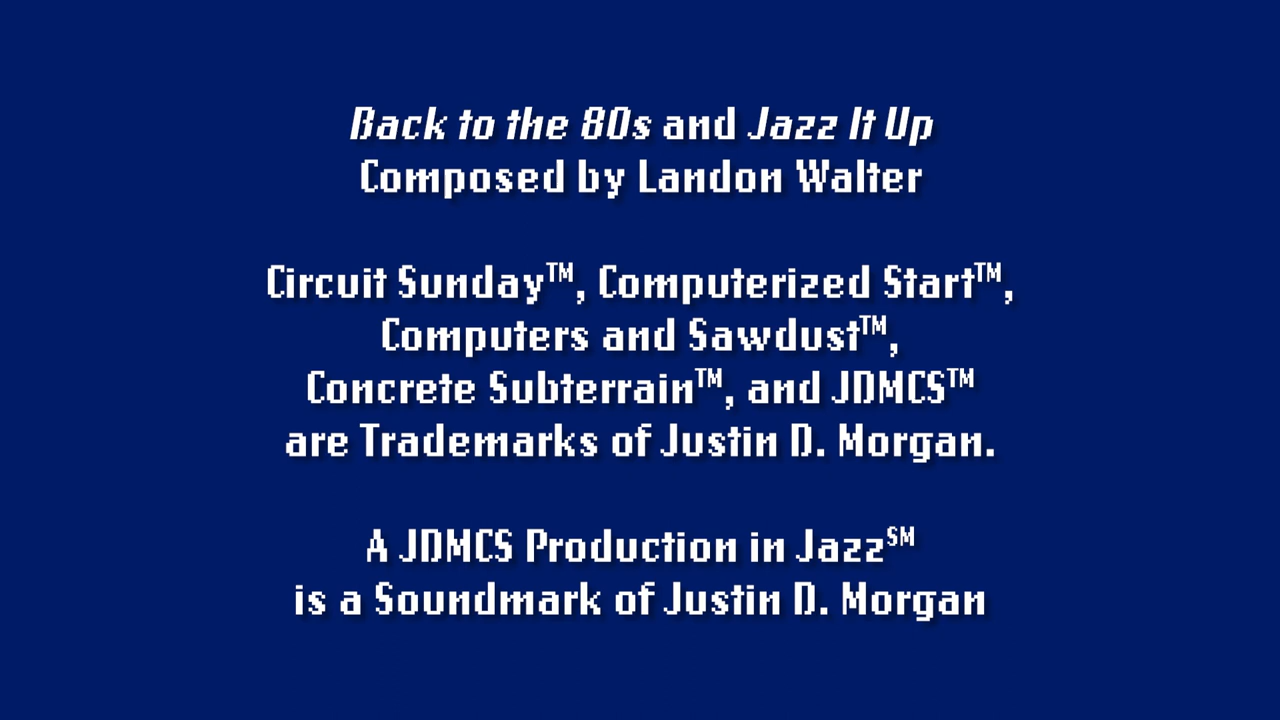 Back to the 80s and Jazz It Up
Composed by Landon Walter
Circuit Sunday™, Computerized Start™,
Computers and Sawdust™,
Concrete Subterrain™, and JDMCS™
are Trademarks of Justin D. Morgan.
A JDMCS Production in Jazz℠
is a Soundmark of Justin D. Morgan